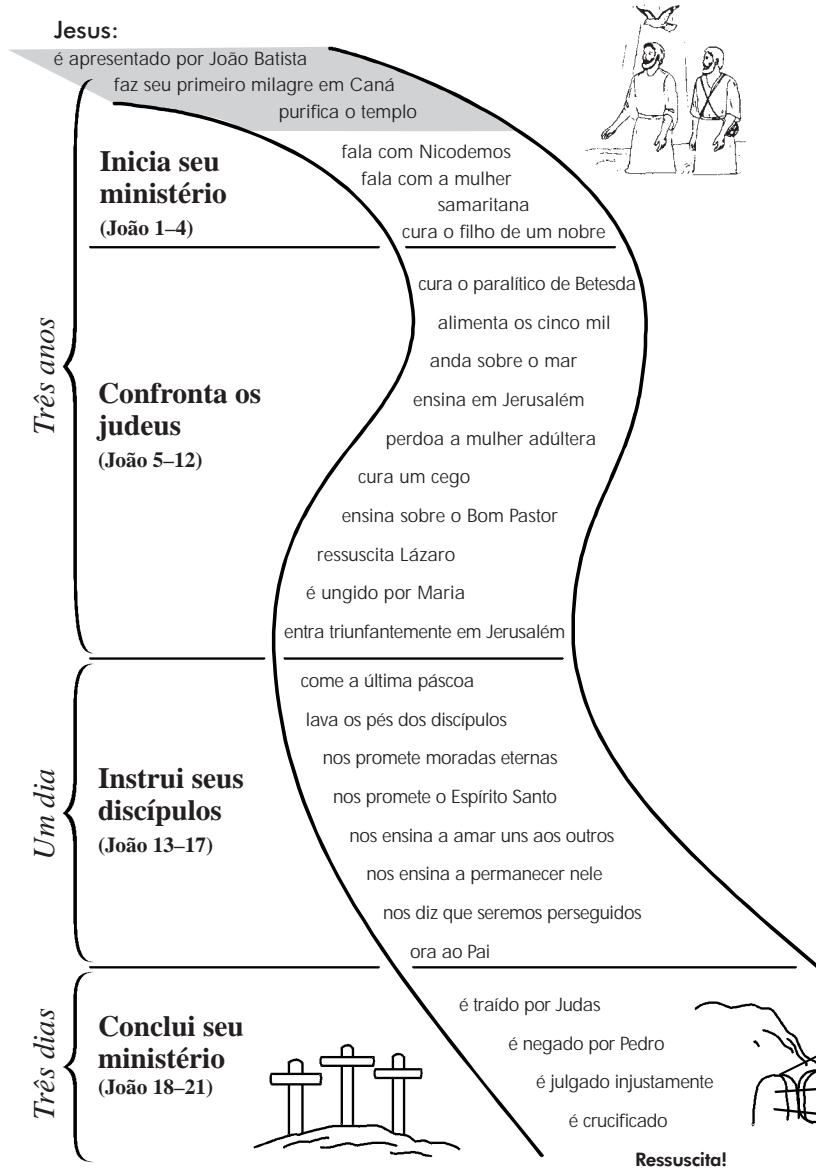 Jesus:
é apresentado por João Batista
faz seu primeiro milagre em Caná
purifica o templo
Três anos
Inicia seu
ministério
(João 1–4)
fala com Nicodemos
fala com a mulher
samaritana
cura o filho de um nobre
Confronta os
judeus
(João 5–12)
cura o paralítico de Betesda
alimenta os cinco mil
anda sobre o mar
ensina em Jerusalém
perdoa a mulher adúltera
cura um cego
ensina sobre o Bom Pastor
ressuscita Lázaro
é ungido por Maria
entra triunfantemente em Jerusalém
Um dia
Instrui seus
discípulos
(João 13–17)
come a última páscoa
lava os pés dos discípulos
nos promete moradas eternas
nos promete o Espírito Santo
nos ensina a amar uns aos outros
nos ensina a permanecer nele
nos diz que seremos perseguidos
ora ao Pai
Três dias
Conclui seu
ministério
(João 18–21)
é traído por Judas
é negado por Pedro
é julgado injustamente
é crucificado
Ressuscita!